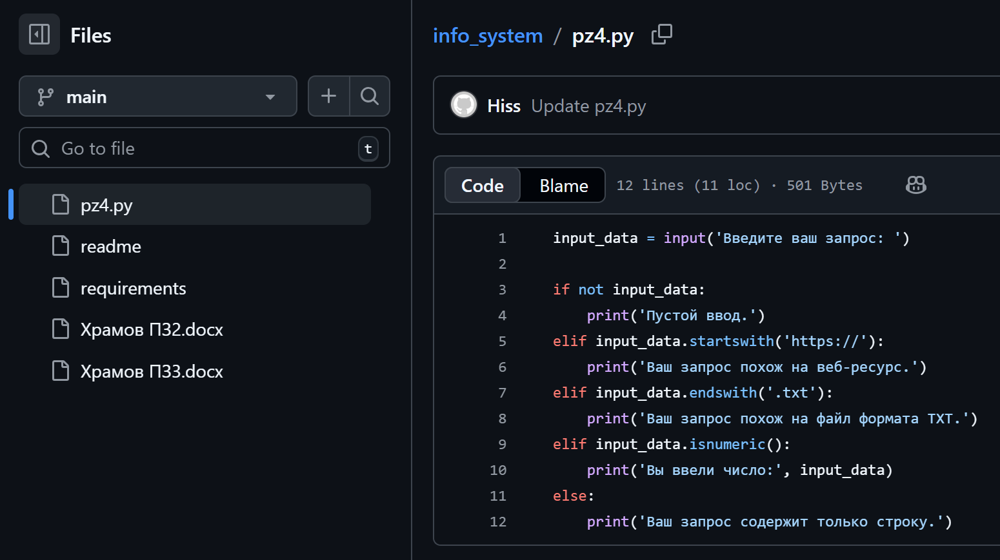 Files
main
Go to file
t
pz4.py
readme
requirements
Храмов ПЗ2.docx
Храмов ПЗ3.docx
info_system / pz4.py
Hiss Update pz4.py
Code Blame 12 lines (11 loc) · 501 Bytes
1 input_data = input('Введите ваш запрос: ')
2
3 if not input_data:
4 print('Пустой ввод.')
5 elif input_data.startswith('https://'):
6 print('Ваш запрос похож на веб-ресурс.')
7 elif input_data.endswith('.txt'):
8 print('Ваш запрос похож на файл формата TXT.')
9 elif input_data.isnumeric():
10 print('Вы ввели число:', input_data)
11 else:
12 print('Ваш запрос содержит только строку.')